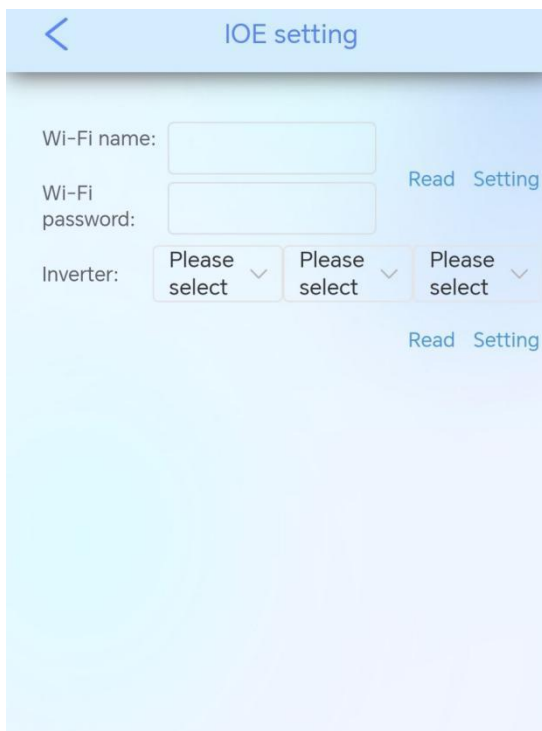 IOE setting
Wi-Fi name:
Read Setting
Wi-Fi
password:
Inverter:
Please
select
Please
select
Please
select
Read Setting